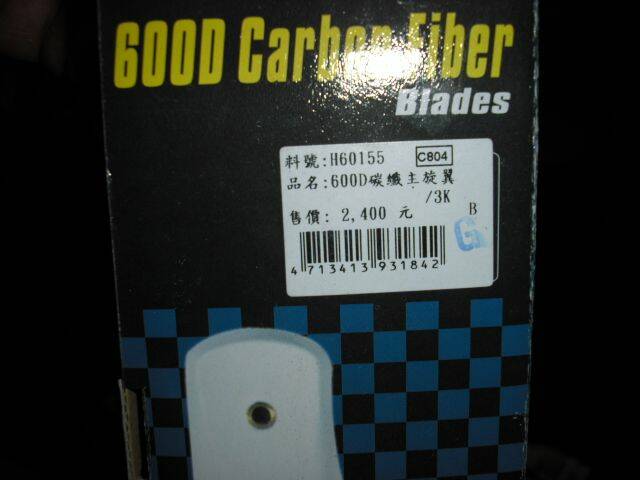 600D Carbon Fiber
Blades
料號:H60155 C804
品名:600D碳纖主旋翼
/3K
售價: 2,400 元 B
G
4 713413 931842